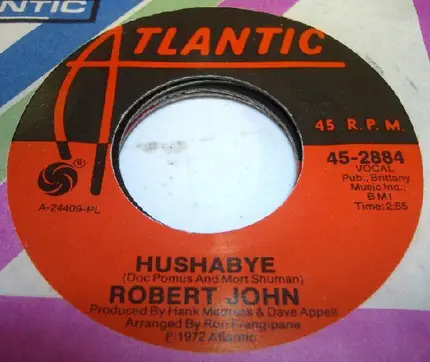 NTIC
ATLANTIC
45 R.P.M.
45-2884
VOCAL
Pub., Brittany
Music Inc.,
BMI
Time: 2:55
®
A-24409-PL
HUSHABYE
(Doc Pomus And Mort Shuman)
ROBERT JOHN
Produced By Hank Medress & Dave Appell
Arranged By Ron Frangipane
℗ 1972 Atlantic